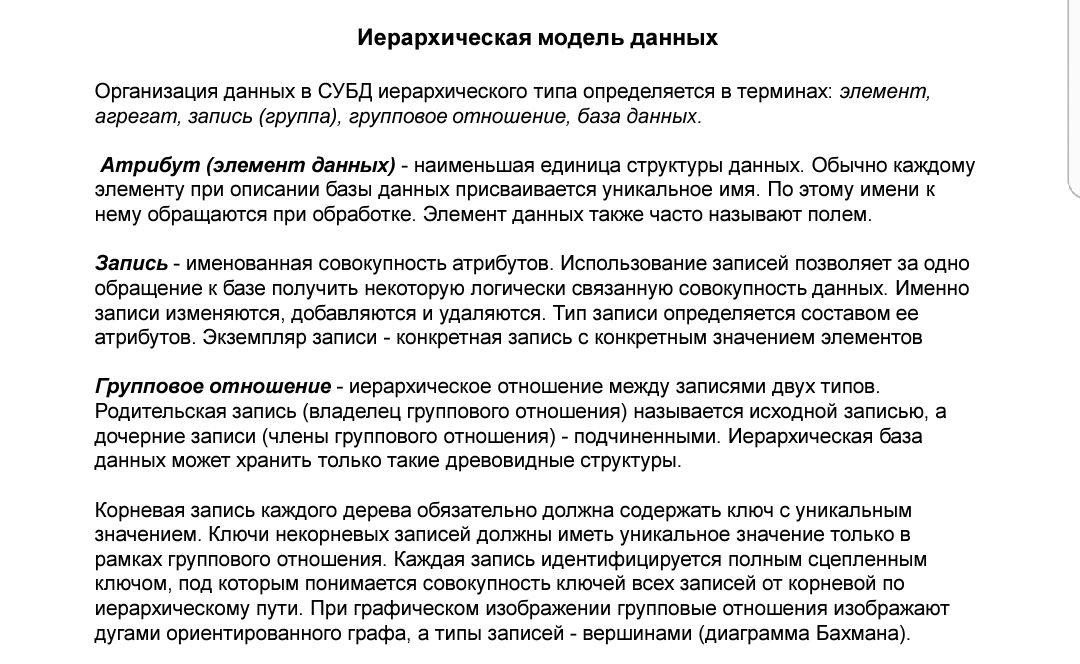 Иерархическая модель данных
Организация данных в СУБД иерархического типа определяется в терминах: элемент,
агрегат, запись (группа), групповое отношение, база данных.
Атрибут (элемент данных) - наименьшая единица структуры данных. Обычно каждому
элементу при описании базы данных присваивается уникальное имя. По этому имени к
нему обращаются при обработке. Элемент данных также часто называют полем.
Запись - именованная совокупность атрибутов. Использование записей позволяет за одно
обращение к базе получить некоторую логически связанную совокупность данных. Именно
записи изменяются, добавляются и удаляются. Тип записи определяется составом ее
атрибутов. Экземпляр записи - конкретная запись с конкретным значением элементов
Групповое отношение - иерархическое отношение между записями двух типов.
Родительская запись (владелец группового отношения) называется исходной записью, а
дочерние записи (члены группового отношения) - подчиненными. Иерархическая база
данных может хранить только такие древовидные структуры.
Корневая запись каждого дерева обязательно должна содержать ключ с уникальным
значением. Ключи некорневых записей должны иметь уникальное значение только в
рамках группового отношения. Каждая запись идентифицируется полным сцепленным
ключом, под которым понимается совокупность ключей всех записей от корневой по
иерархическому пути. При графическом изображении групповые отношения изображают
дугами ориентированного графа, а типы записей - вершинами (диаграмма Бахмана).